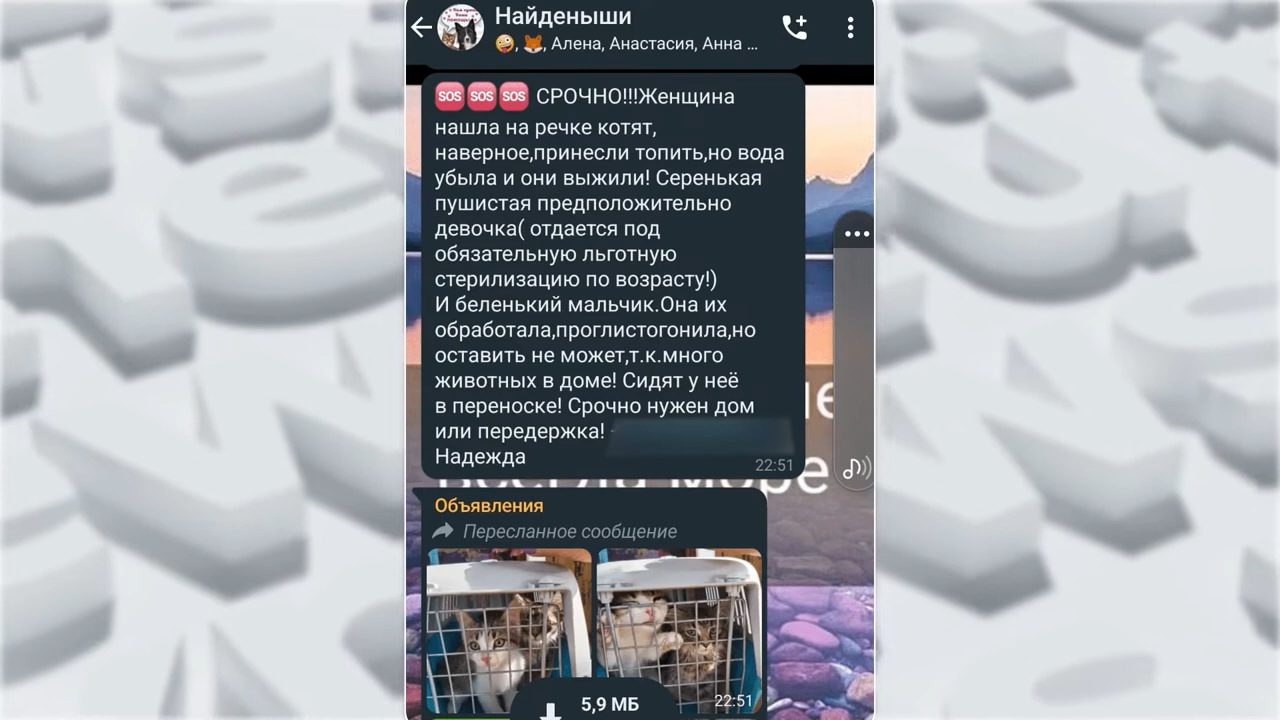 Найденыши
Алена, Анастасия, Анна ...
SOS SOS SOS СРОЧНО!!!Женщина
нашла на речке котят,
наверное,принесли топить,но вода
убыла и они выжили! Серенькая
пушистая предположительно
девочка( отдается под
обязательную льготную
стерилизацию по возрасту!)
И беленький мальчик.Она их
обработала,проглистогонила,но
оставить не может,т.к.много
животных в доме! Сидят у неё
в переноске! Срочно нужен дом
или передержка!
Надежда
22:51
Объявления
Пересланное сообщение
22:51
5,9 МБ